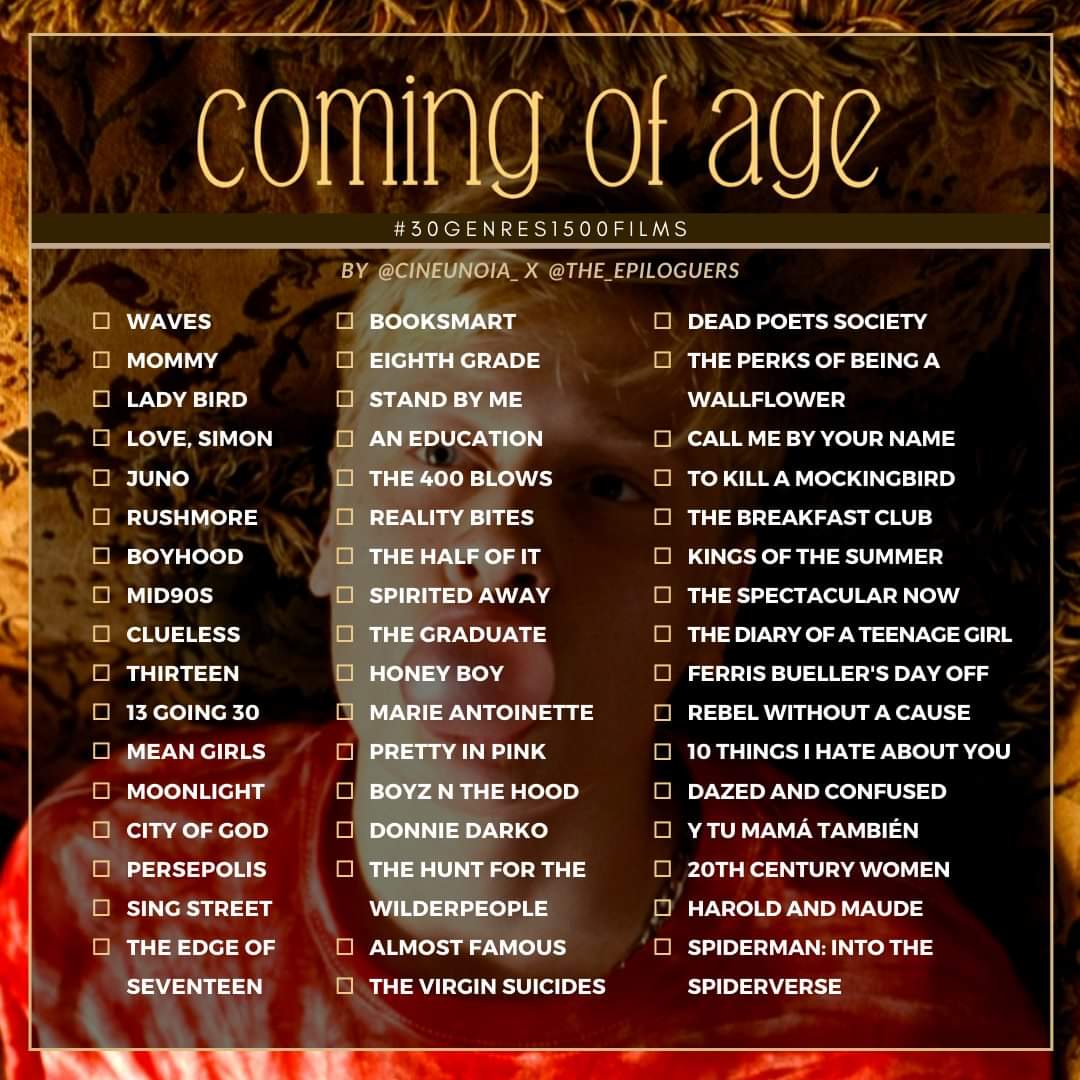 coming of age
#30GENRES1500FILMS
BY @CINEUNOIA_ X @THE_EPILOGUERS
WAVES
MOMMY
LADY BIRD
LOVE, SIMON
JUNO
RUSHMORE
BOYHOOD
MID90S
CLUELESS
THIRTEEN
13 GOING 30
MEAN GIRLS
MOONLIGHT
CITY OF GOD
PERSEPOLIS
SING STREET
THE EDGE OF
SEVENTEEN
BOOKSMART
EIGHTH GRADE
STAND BY ME
AN EDUCATION
THE 400 BLOWS
REALITY BITES
THE HALF OF IT
SPIRITED AWAY
THE GRADUATE
HONEY BOY
MARIE ANTOINETTE
PRETTY IN PINK
BOYZ N THE HOOD
DONNIE DARKO
THE HUNT FOR THE
WILDERPEOPLE
ALMOST FAMOUS
THE VIRGIN SUICIDES
DEAD POETS SOCIETY
THE PERKS OF BEING A
WALLFLOWER
CALL ME BY YOUR NAME
TO KILL A MOCKINGBIRD
THE BREAKFAST CLUB
KINGS OF THE SUMMER
THE SPECTACULAR NOW
THE DIARY OF A TEENAGE GIRL
FERRIS BUELLER'S DAY OFF
REBEL WITHOUT A CAUSE
10 THINGS I HATE ABOUT YOU
DAZED AND CONFUSED
Y TU MAMÁ TAMBIÉN
20TH CENTURY WOMEN
HAROLD AND MAUDE
SPIDERMAN: INTO THE
SPIDERVERSE